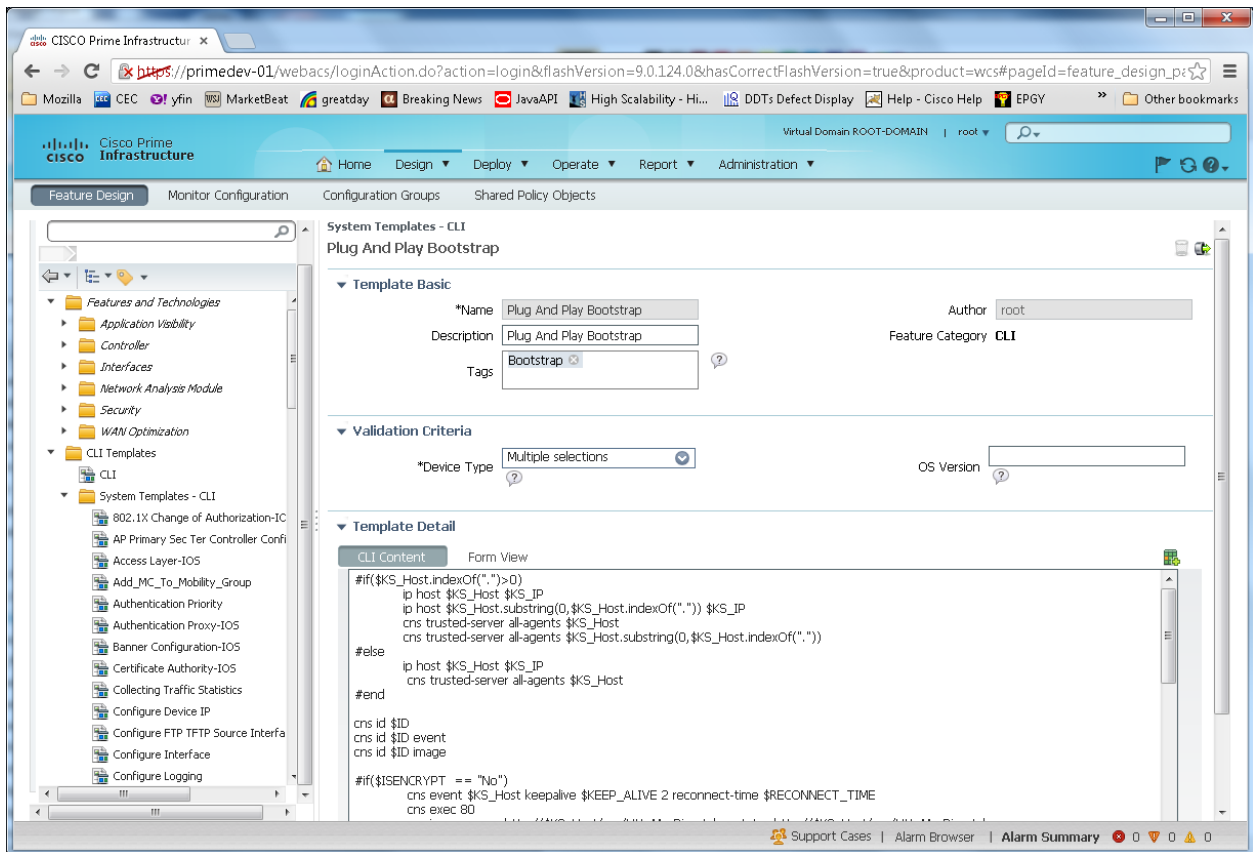 CISCO Prime Infrastructur
https://primedev-01/webacs/loginAction.do?action=login&flashVersion=9.0.124.0&hasCorrectFlashVersion=true&product=wcs#pageId=feature_design_pa
Mozilla CEC yfin MarketBeat greatday Breaking News JavaAPI High Scalability - Hi... DDTs Defect Display Help - Cisco Help EPGY » Other bookmarks
Virtual Domain ROOT-DOMAIN | root
cisco Cisco Prime
Infrastructure
Home Design Deploy Operate Report Administration
Feature Design Monitor Configuration Configuration Groups Shared Policy Objects
Features and Technologies
Application Visibility
Controller
Interfaces
Network Analysis Module
Security
WAN Optimization
CLI Templates
CLI
System Templates - CLI
802.1X Change of Authorization-IO
AP Primary Sec Ter Controller Confi
Access Layer-IOS
Add_MC_To_Mobility_Group
Authentication Priority
Authentication Proxy-IOS
Banner Configuration-IOS
Certificate Authority-IOS
Collecting Traffic Statistics
Configure Device IP
Configure FTP TFTP Source Interfa
Configure Interface
Configure Logging
System Templates - CLI
Plug And Play Bootstrap
Template Basic
*Name Plug And Play Bootstrap Author root
Description Plug And Play Bootstrap Feature Category CLI
Tags Bootstrap
Validation Criteria
*Device Type Multiple selections OS Version
Template Detail
CLI Content Form View
#if($KS_Host.indexOf(".")>0)
ip host $KS_Host $KS_IP
ip host $KS_Host.substring(0,$KS_Host.indexOf(".")) $KS_IP
cns trusted-server all-agents $KS_Host
cns trusted-server all-agents $KS_Host.substring(0,$KS_Host.indexOf("."))
#else
ip host $KS_Host $KS_IP
cns trusted-server all-agents $KS_Host
#end
cns id $ID
cns id $ID event
cns id $ID image
#if($ISENCRYPT == "No")
cns event $KS_Host keepalive $KEEP_ALIVE 2 reconnect-time $RECONNECT_TIME
cns exec 80
Support Cases | Alarm Browser | Alarm Summary 0 0 0